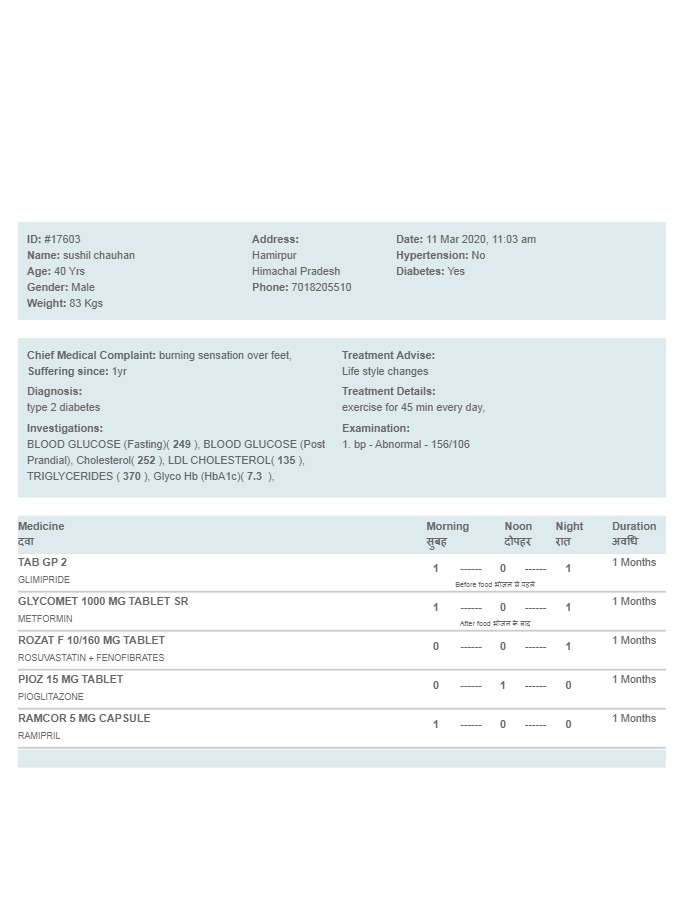 ID: #17603
Name: sushil chauhan
Age: 40 Yrs
Gender: Male
Weight: 83 Kgs
Address:
Hamirpur
Himachal Pradesh
Phone: 7018205510
Date: 11 Mar 2020, 11:03 am
Hypertension: No
Diabetes: Yes
Chief Medical Complaint: burning sensation over feet,
Suffering since: 1yr
Diagnosis:
type 2 diabetes
Investigations:
BLOOD GLUCOSE (Fasting)( 249 ), BLOOD GLUCOSE (Post
Prandial), Cholesterol( 252 ), LDL CHOLESTEROL( 135 ),
TRIGLYCERIDES ( 370 ), Glyco Hb (HbA1c)( 7.3 ),
Treatment Advise:
Life style changes
Treatment Details:
exercise for 45 min every day,
Examination:
1. bp - Abnormal - 156/106
Medicine Morning Noon Night Duration
दवा सुबह दोपहर रात अवधि
TAB GP 2 1 ------ 0 ------ 1 1 Months
GLIMIPRIDE Before food भोजन से पहले
GLYCOMET 1000 MG TABLET SR 1 ------ 0 ------ 1 1 Months
METFORMIN After food भोजन के बाद
ROZAT F 10/160 MG TABLET 0 ------ 0 ------ 1 1 Months
ROSUVASTATIN + FENOFIBRATES
PIOZ 15 MG TABLET 0 ------ 1 ------ 0 1 Months
PIOGLITAZONE
RAMCOR 5 MG CAPSULE 1 ------ 0 ------ 0 1 Months
RAMIPRIL